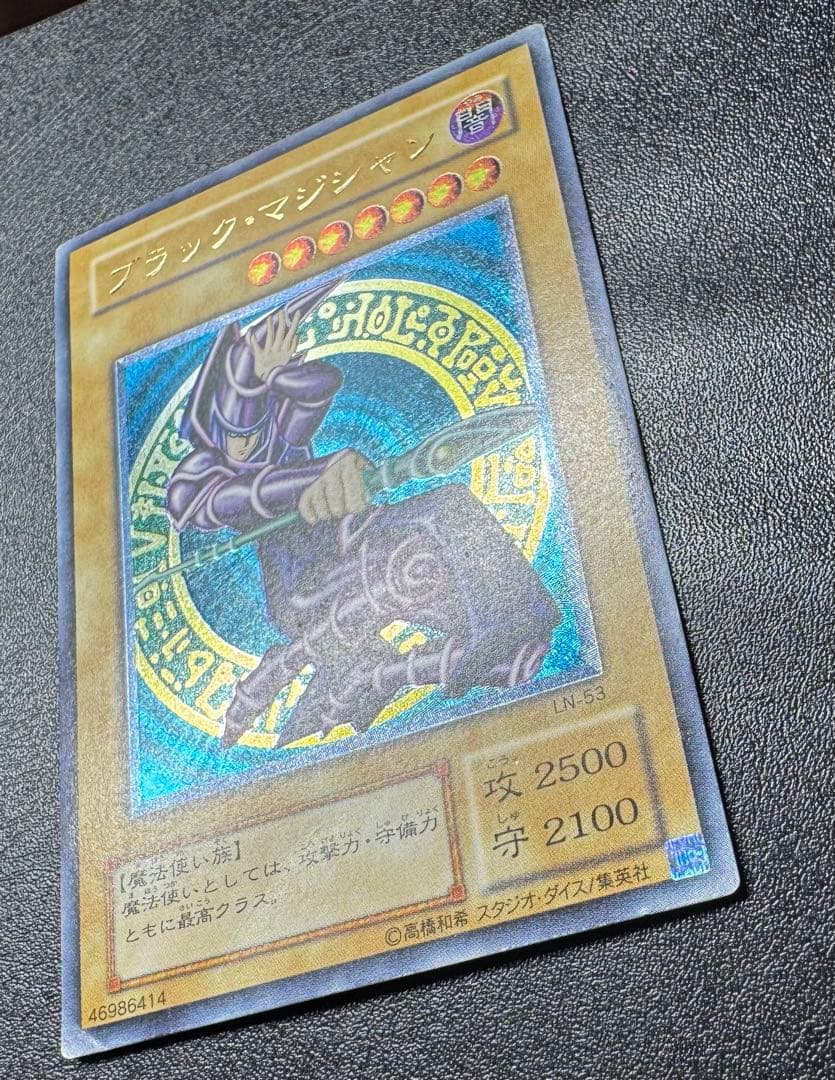 ブラック・マジシャン
闇
LN-53
攻 2500
守 2100
【魔法使い族】
魔法使いとしては、攻撃力・守備力
ともに最高クラス。
©高橋和希 スタジオ・ダイス/集英社
46986414